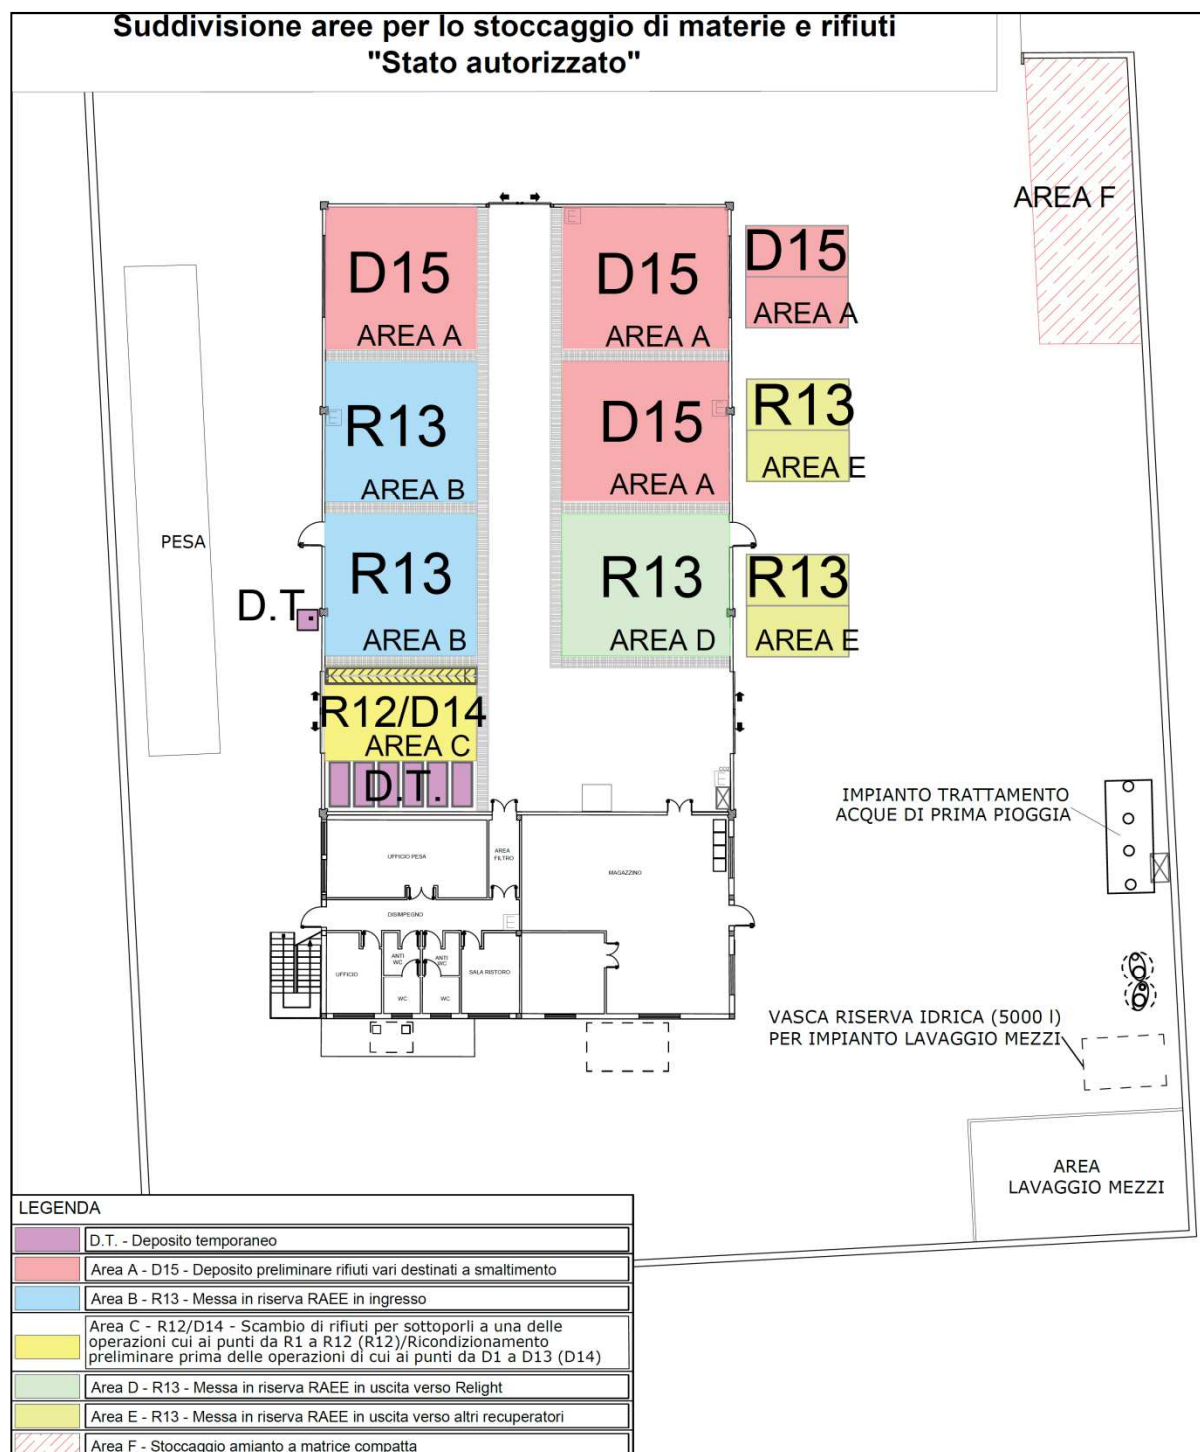 Suddivisione aree per lo stoccaggio di materie e rifiuti
"Stato autorizzato"
AREA F
D15
AREA A
D15
AREA A
D15
AREA A
R13
AREA B
D15
AREA A
R13
AREA E
PESA
R13
AREA B
R13
AREA D
R13
AREA E
D.T.
R12/D14
AREA C
D.T.
E
E
E
CO2
E
IMPIANTO TRATTAMENTO
ACQUE DI PRIMA PIOGGIA
UFFICIO PESA
AREA
FILTRO
MAGAZZINO
DISIMPEGNO
E
UFFICIO
ANTI
WC
ANTI
WC
SALA RISTORO
WC
WC
VASCA RISERVA IDRICA (5000 l)
PER IMPIANTO LAVAGGIO MEZZI
AREA
LAVAGGIO MEZZI
LEGENDA
D.T. - Deposito temporaneo
Area A - D15 - Deposito preliminare rifiuti vari destinati a smaltimento
Area B - R13 - Messa in riserva RAEE in ingresso
Area C - R12/D14 - Scambio di rifiuti per sottoporli a una delle
operazioni cui ai punti da R1 a R12 (R12)/Ricondizionamento
preliminare prima delle operazioni di cui ai punti da D1 a D13 (D14)
Area D - R13 - Messa in riserva RAEE in uscita verso Relight
Area E - R13 - Messa in riserva RAEE in uscita verso altri recuperatori
Area F - Stoccaggio amianto a matrice compatta